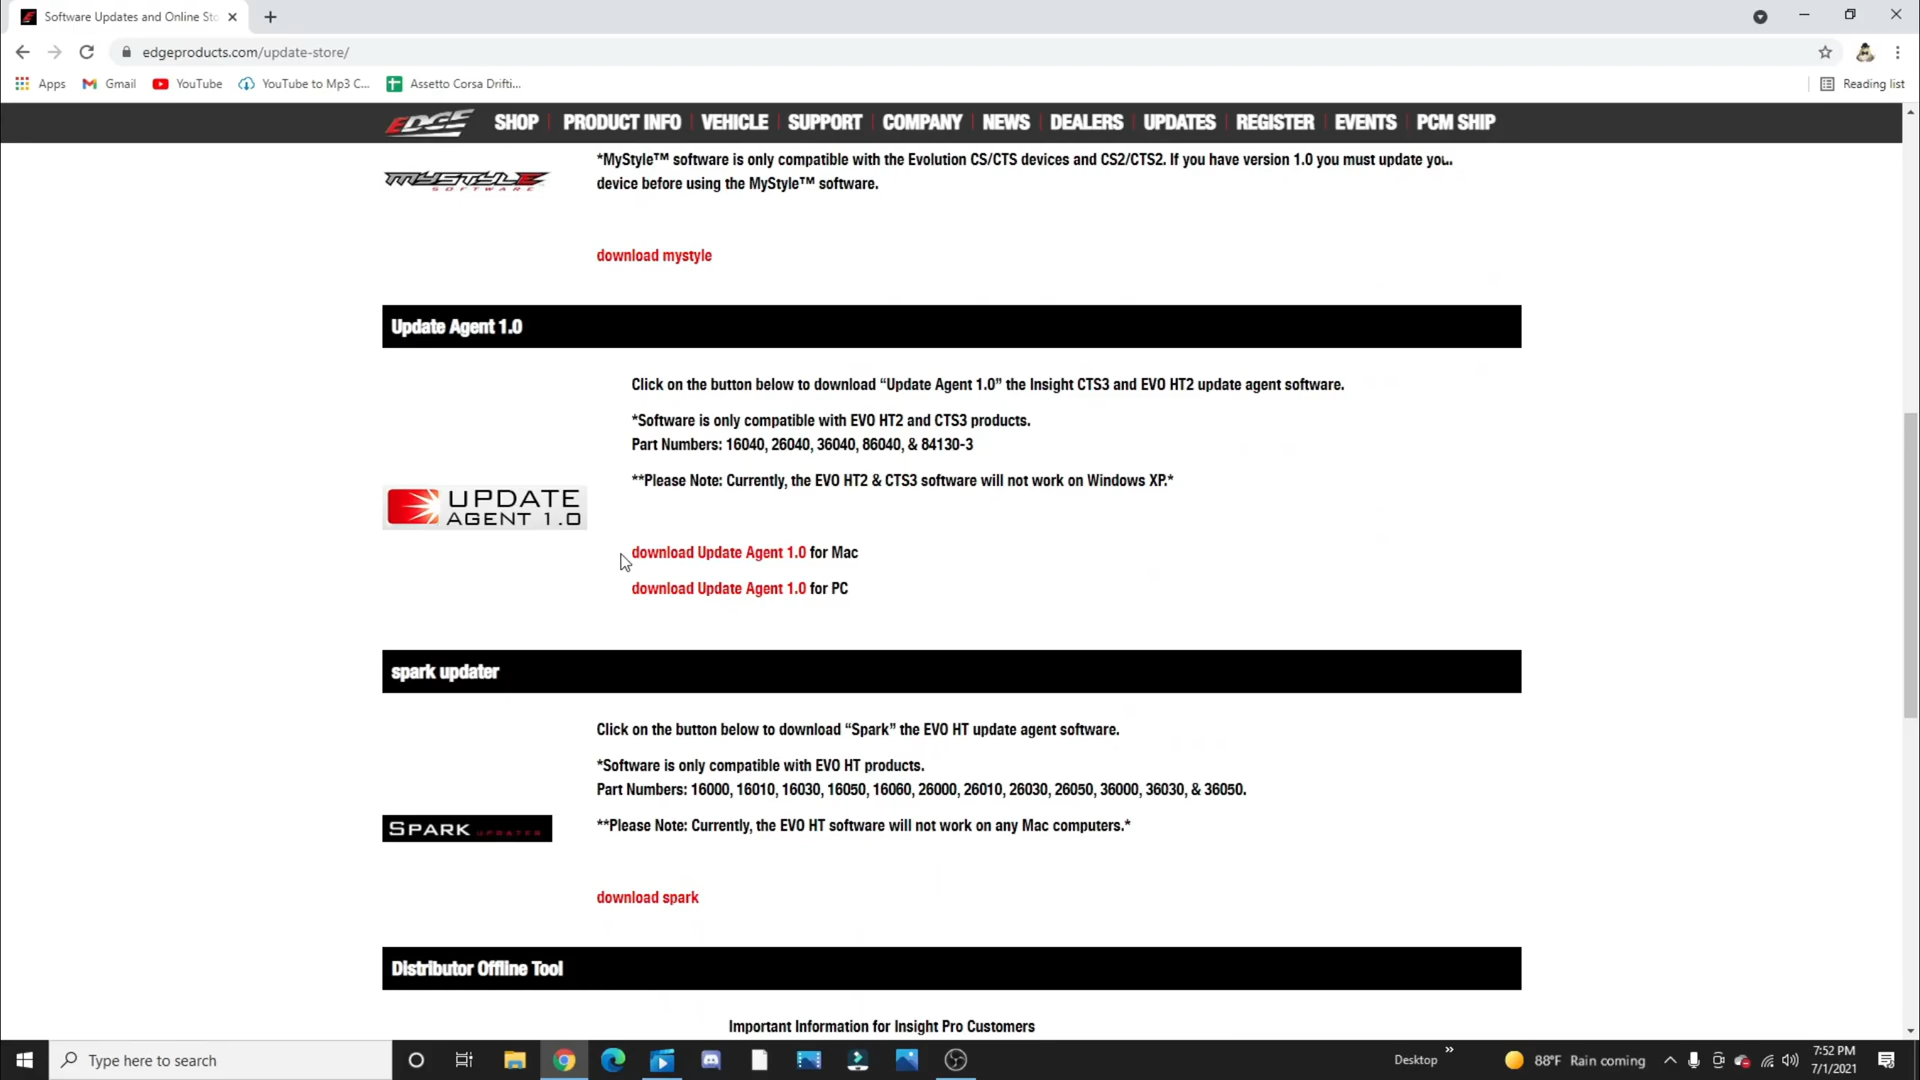 Software Updates and Online Sto
edgeproducts.com/update-store/
Apps Gmail YouTube YouTube to Mp3 C... Assetto Corsa Drifti... Reading list
EDGE SHOP PRODUCT INFO VEHICLE SUPPORT COMPANY NEWS DEALERS UPDATES REGISTER EVENTS PCM SHIP
*MyStyle™ software is only compatible with the Evolution CS/CTS devices and CS2/CTS2. If you have version 1.0 you must update you..
device before using the MyStyle™ software.
MYSTYLE
SOFTWARE
download mystyle
Update Agent 1.0
Click on the button below to download “Update Agent 1.0” the Insight CTS3 and EVO HT2 update agent software.
*Software is only compatible with EVO HT2 and CTS3 products.
Part Numbers: 16040, 26040, 36040, 86040, & 84130-3
**Please Note: Currently, the EVO HT2 & CTS3 software will not work on Windows XP.*
UPDATE
AGENT 1.0
download Update Agent 1.0 for Mac
download Update Agent 1.0 for PC
spark updater
Click on the button below to download “Spark” the EVO HT update agent software.
*Software is only compatible with EVO HT products.
Part Numbers: 16000, 16010, 16030, 16050, 16060, 26000, 26010, 26030, 26050, 36000, 36030, & 36050.
SPARK UPDATER
**Please Note: Currently, the EVO HT software will not work on any Mac computers.*
download spark
Distributor Offline Tool
Important Information for Insight Pro Customers
Type here to search
Desktop
88°F Rain coming
7:52 PM
7/1/2021